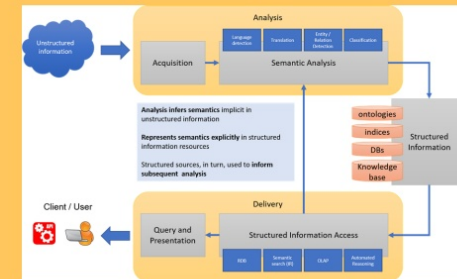 Analysis
Unstructured
information
Acquisition
Language
detection
Translation
Entity /
Relation
Detection
Classification
Semantic Analysis
Analysis infers semantics implicit in
unstructured information
Represents semantics explicitly in structured
information resources
Structured sources, in turn, used to inform
subsequent analysis
ontologies
indices
DBs
Knowledge
base
Structured
Information
Client / User
Delivery
Query and
Presentation
Structured Information Access
Semantic
search (IR)
OLAP
Automated
Reasoning